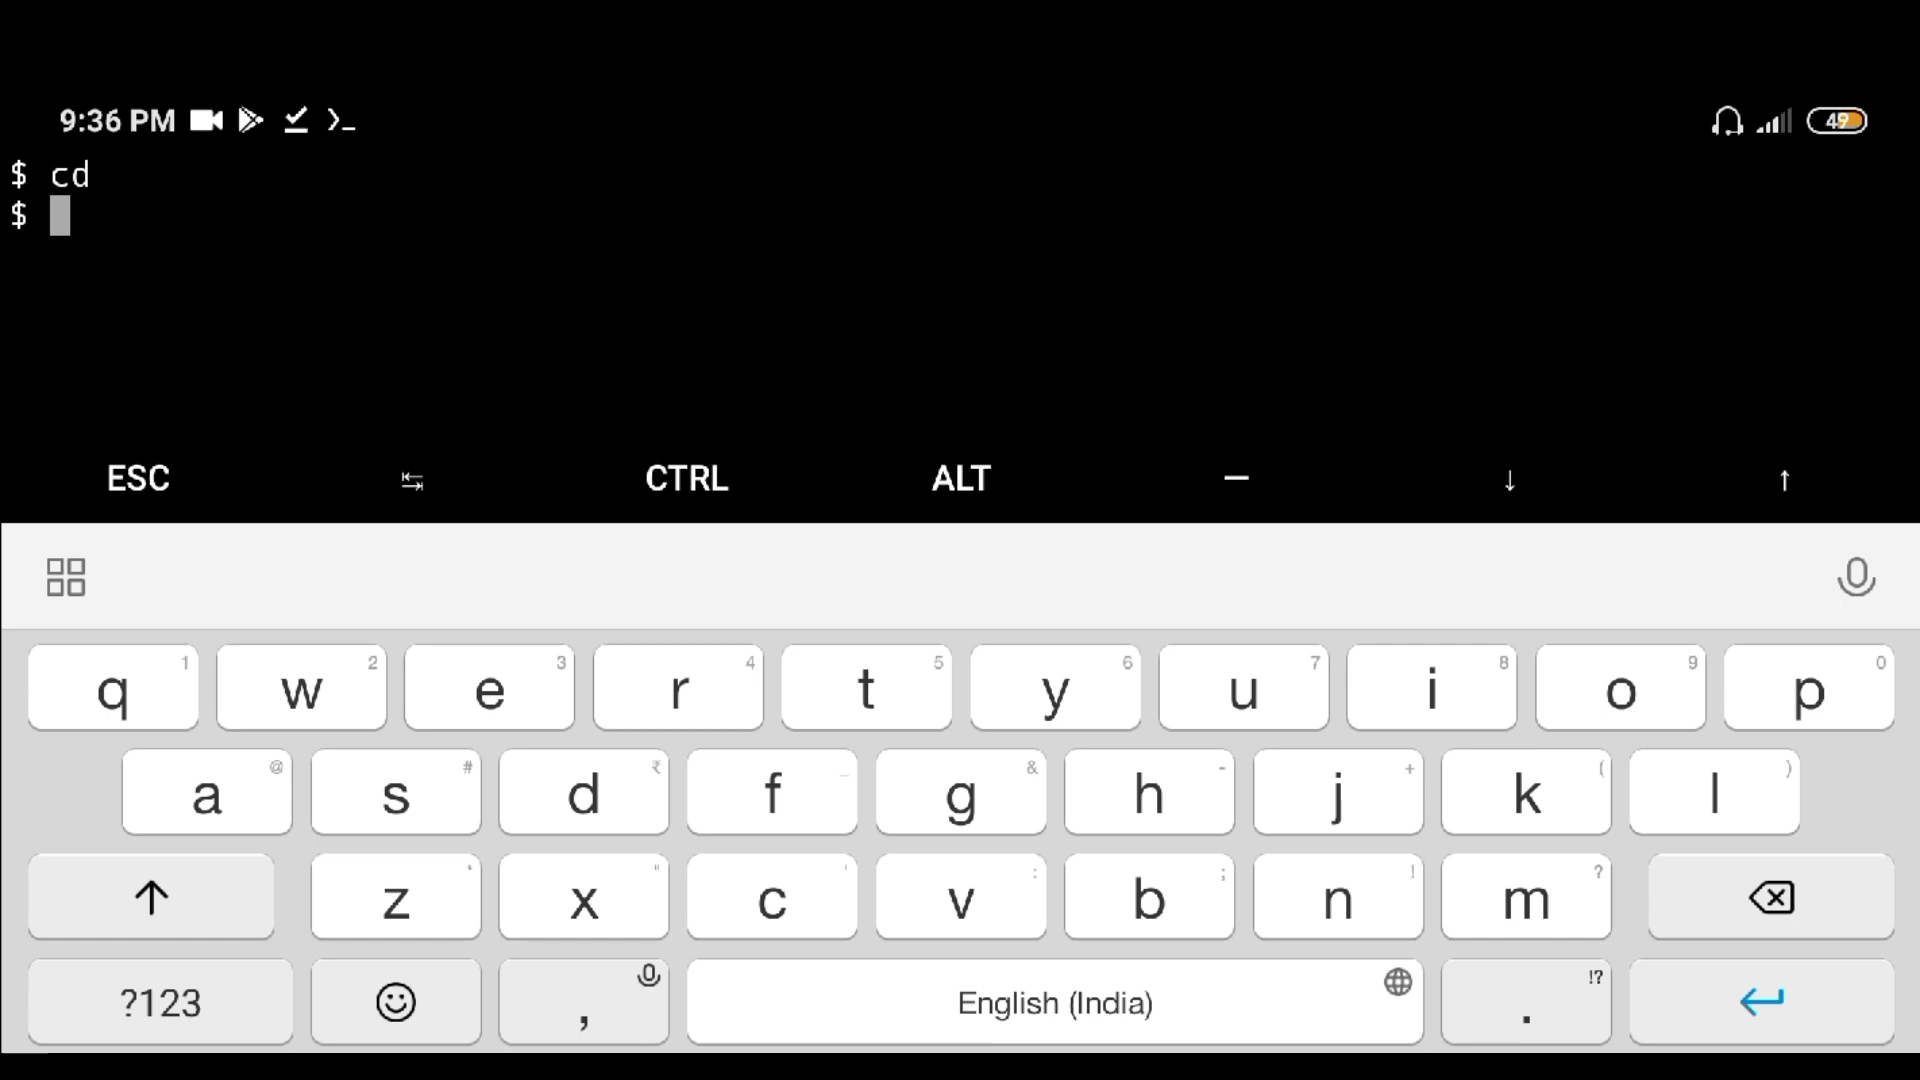 9:36 PM >_ 49
$ cd
$
ESC ↹ CTRL ALT — ↓ ↑
q 1 w 2 e 3 r 4 t 5 y 6 u 7 i 8 o 9 p 0
a @ s # d ₹ f _ g & h - j + k ( l )
z * x " c ' v : b ; n ! m ?
?123 , English (India) . !?